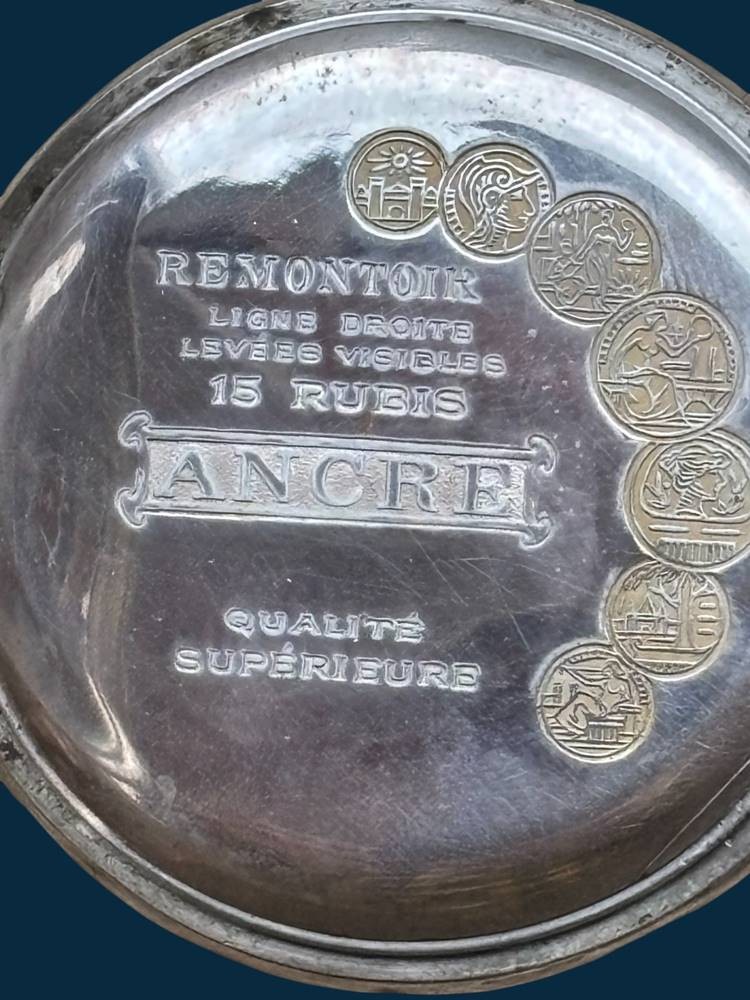 REMONTOIR
LIGNE DROITE
LEVÉES VISIBLES
15 RUBIS
ANCRE
QUALITÉ
SUPÉRIEURE